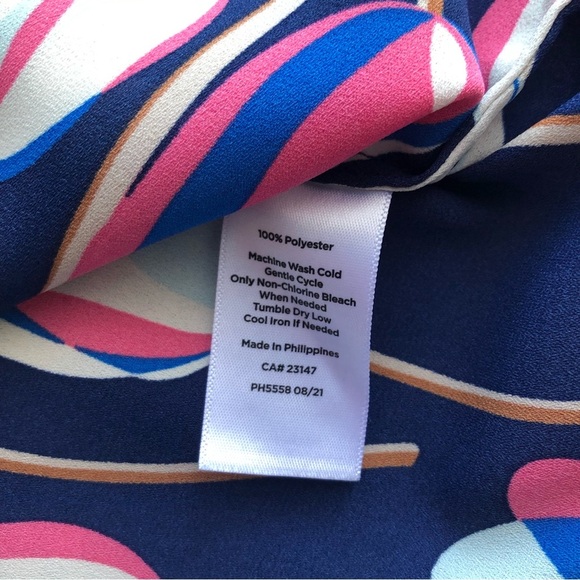 100% Polyester
Machine Wash Cold
Gentle Cycle
Only Non-Chlorine Bleach
When Needed
Tumble Dry Low
Cool Iron If Needed
Made In Philippines
CA# 23147
PH5558 08/21